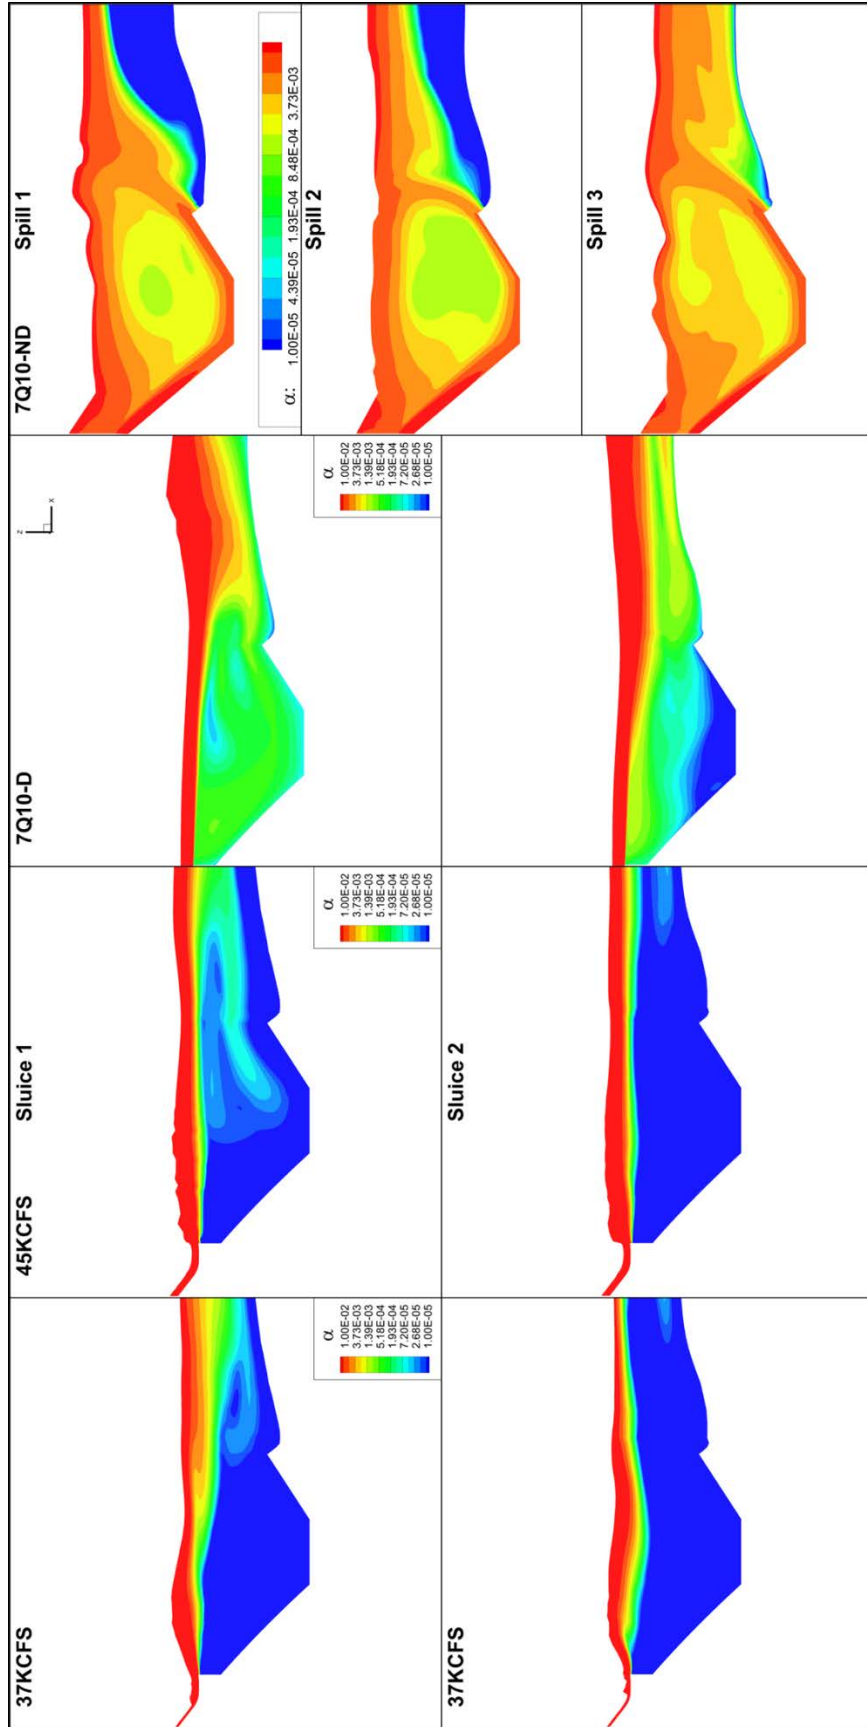 7Q10-ND
Spill 1
α:
1.00E-05 4.39E-05 1.93E-04 8.48E-04 3.73E-03
Spill 2
Spill 3
7Q10-D
z
x
α
1.00E-02
3.73E-03
1.39E-03
5.18E-04
1.93E-04
7.20E-05
2.68E-05
1.00E-05
45KCFS
Sluice 1
α
1.00E-02
3.73E-03
1.39E-03
5.18E-04
1.93E-04
7.20E-05
2.68E-05
1.00E-05
Sluice 2
37KCFS
α
1.00E-02
3.73E-03
1.39E-03
5.18E-04
1.93E-04
7.20E-05
2.68E-05
1.00E-05
37KCFS